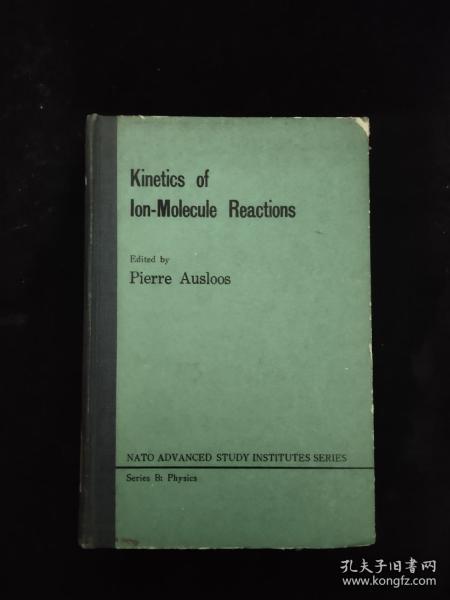 Kinetics of
Ion-Molecule Reactions
Edited by
Pierre Ausloos
NATO ADVANCED STUDY INSTITUTES SERIES
Series B: Physics
孔夫子旧书网
www.kongfz.com